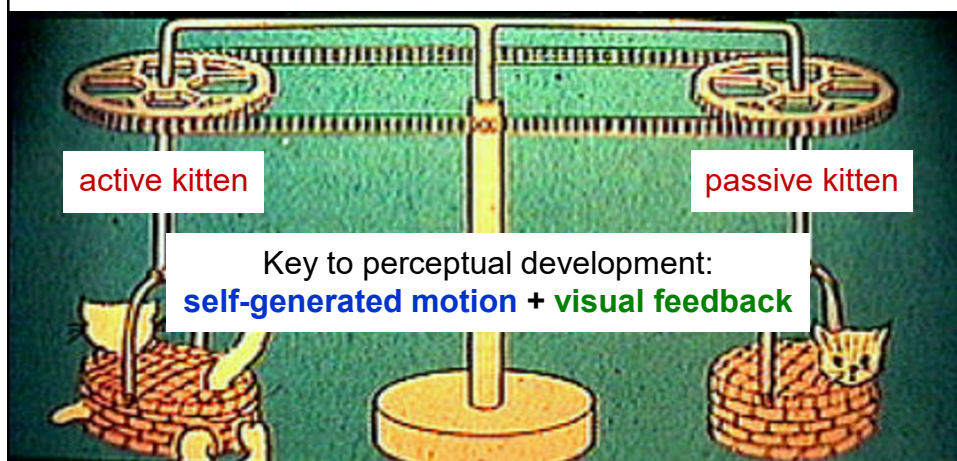 active kitten
passive kitten
Key to perceptual development:
self-generated motion + visual feedback